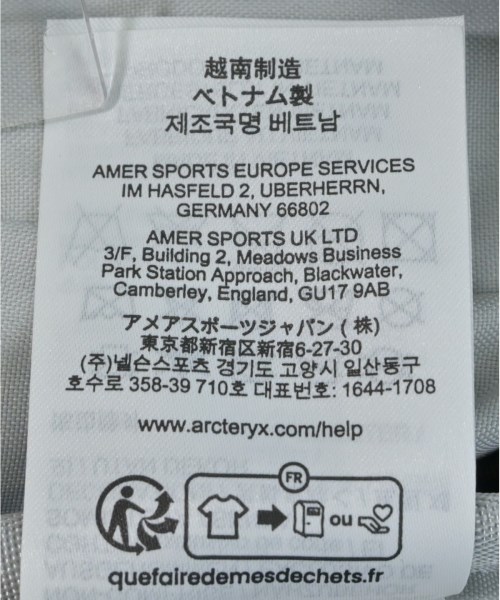 越南制造
ベトナム製
제조국명 베트남
AMER SPORTS EUROPE SERVICES
IM HASFELD 2, UBERHERRN,
GERMANY 66802
AMER SPORTS UK LTD
3/F, Building 2, Meadows Business
Park Station Approach, Blackwater,
Camberley, England, GU17 9AB
アメアスポーツジャパン (株)
東京都新宿区新宿6-27-30
(주)넬슨스포츠 경기도 고양시 일산동구
호수로 358-39 710호 대표번호: 1644-1708
www.arcteryx.com/help
FR
ou
quefairedemesdechets.fr